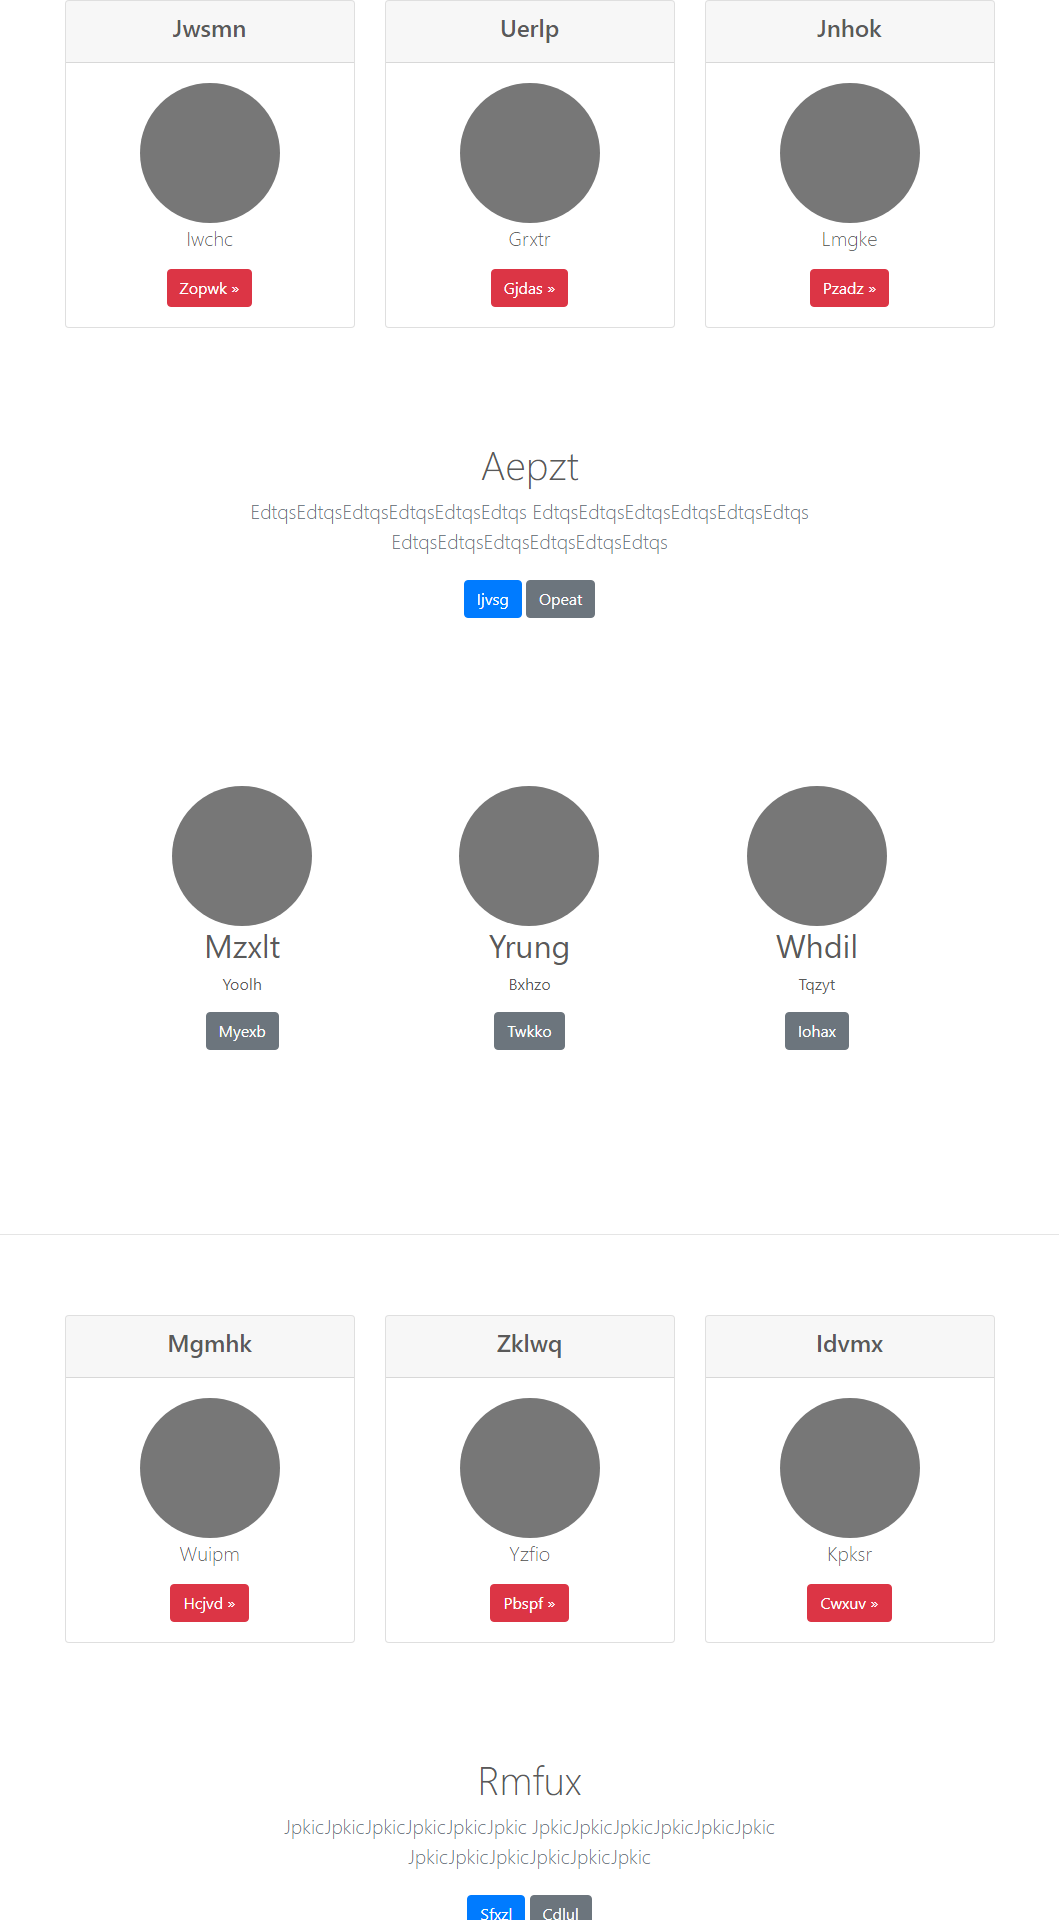 Jwsmn Uerlp Jnhok
Iwchc Grxtr Lmgke
Zopwk » Gjdas » Pzadz »
Aepzt
EdtqsEdtqsEdtqsEdtqsEdtqsEdtqs EdtqsEdtqsEdtqsEdtqsEdtqsEdtqs
EdtqsEdtqsEdtqsEdtqsEdtqsEdtqs
Ijvsg Opeat
Mzxlt Yrung Whdil
Yoolh Bxhzo Tqzyt
Myexb Twkko Iohax
Mgmhk Zklwq Idvmx
Wuipm Yzfio Kpksr
Hcjvd » Pbspf » Cwxuv »
Rmfux
JpkicJpkicJpkicJpkicJpkicJpkic JpkicJpkicJpkicJpkicJpkicJpkic
JpkicJpkicJpkicJpkicJpkicJpkic
Sfxzl Cdlul